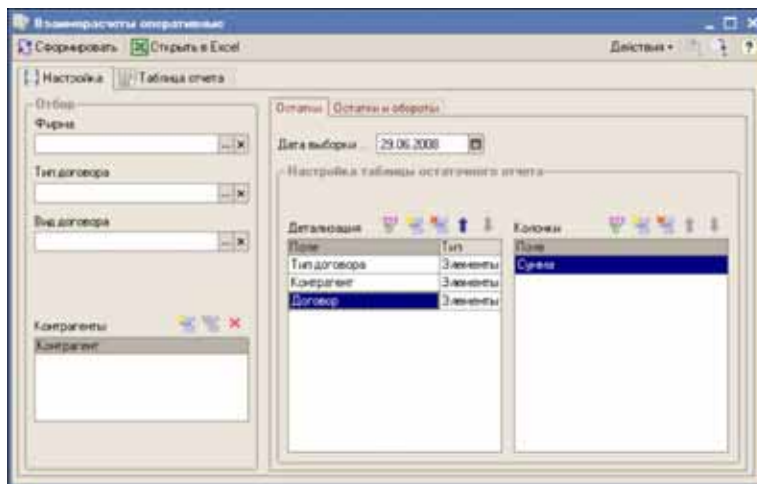 Взаиморасчеты оперативные
Сформировать Открыть в Excel Действия
Настройка Таблица отчета
Отбор
Фирма
Тип договора
Вид договора
Контрагенты
Контрагент
Остатки Остатки и обороты
Дата выборки ... 29.06.2008
Настройка таблицы остаточного отчета
Детализация
Поле Тип
Тип договора Элементы
Контрагент Элементы
Договор Элементы
Колонки
Поле
Сумма